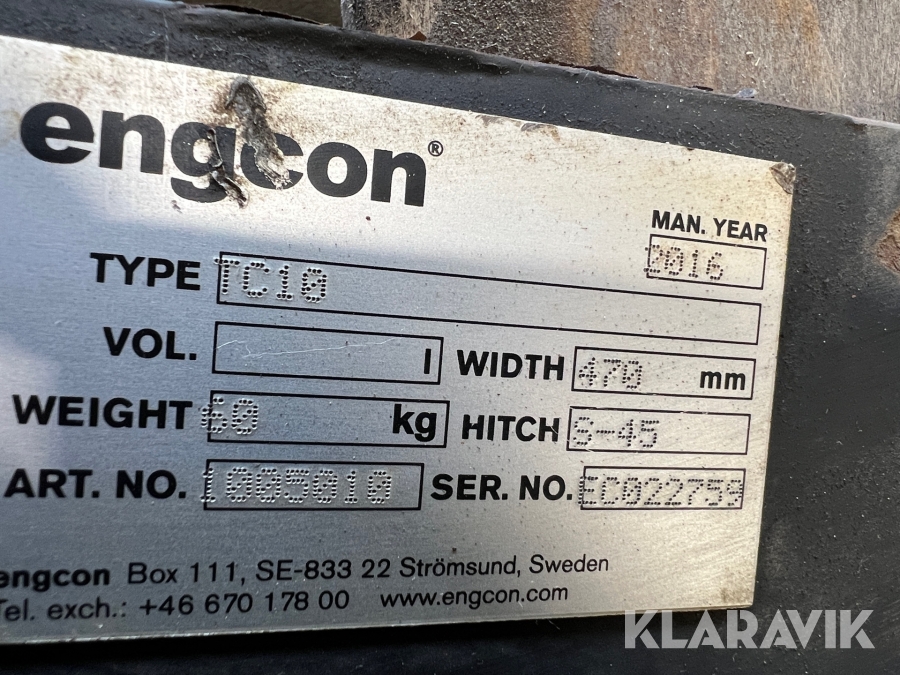 engcon®
MAN. YEAR 2016
TYPE TC10
VOL. l WIDTH 470 mm
WEIGHT 60 kg HITCH S-45
ART. NO. 1005010 SER. NO. EC022759
engcon Box 111, SE-833 22 Strömsund, Sweden
Tel. exch.: +46 670 178 00 www.engcon.com
KLARAVIK